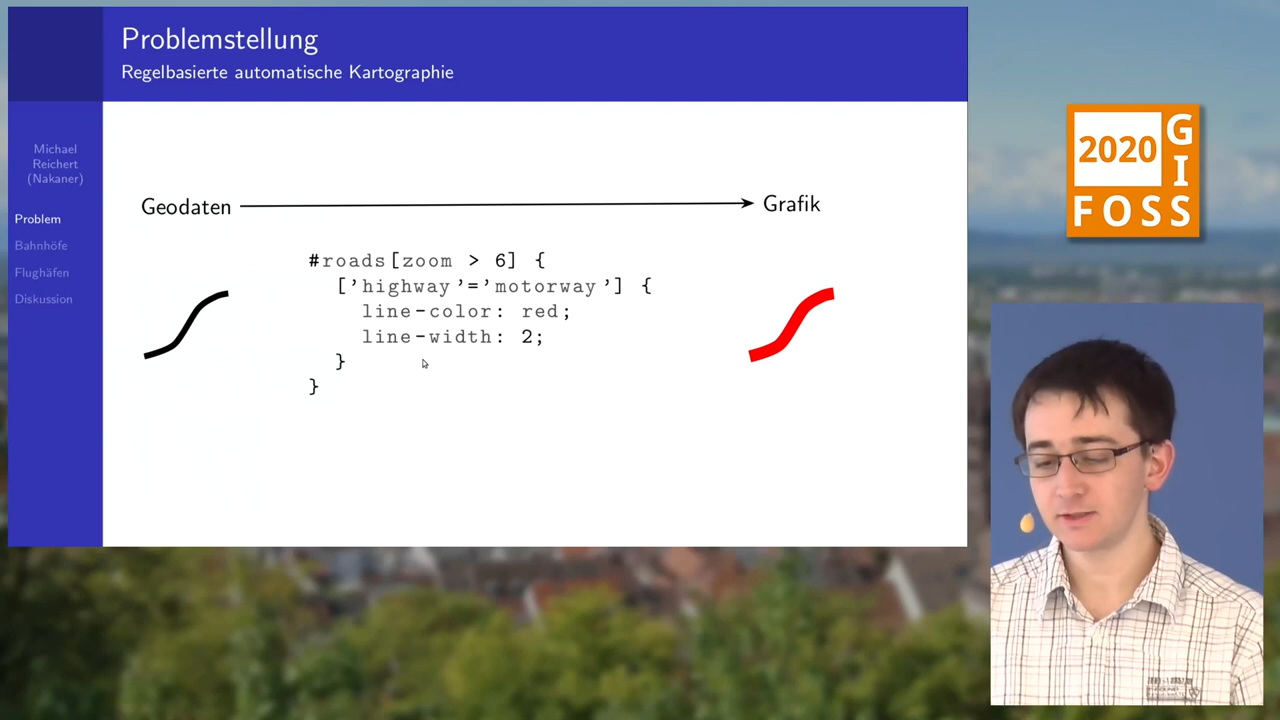 Problemstellung
Regelbasierte automatische Kartographie
Michael
Reichert
(Nakaner)
Problem
Bahnhöfe
Flughäfen
Diskussion
Geodaten
Grafik
#roads[zoom > 6] {
['highway'='motorway'] {
line-color: red;
line-width: 2;
}
}
2020
G
I
FOSS